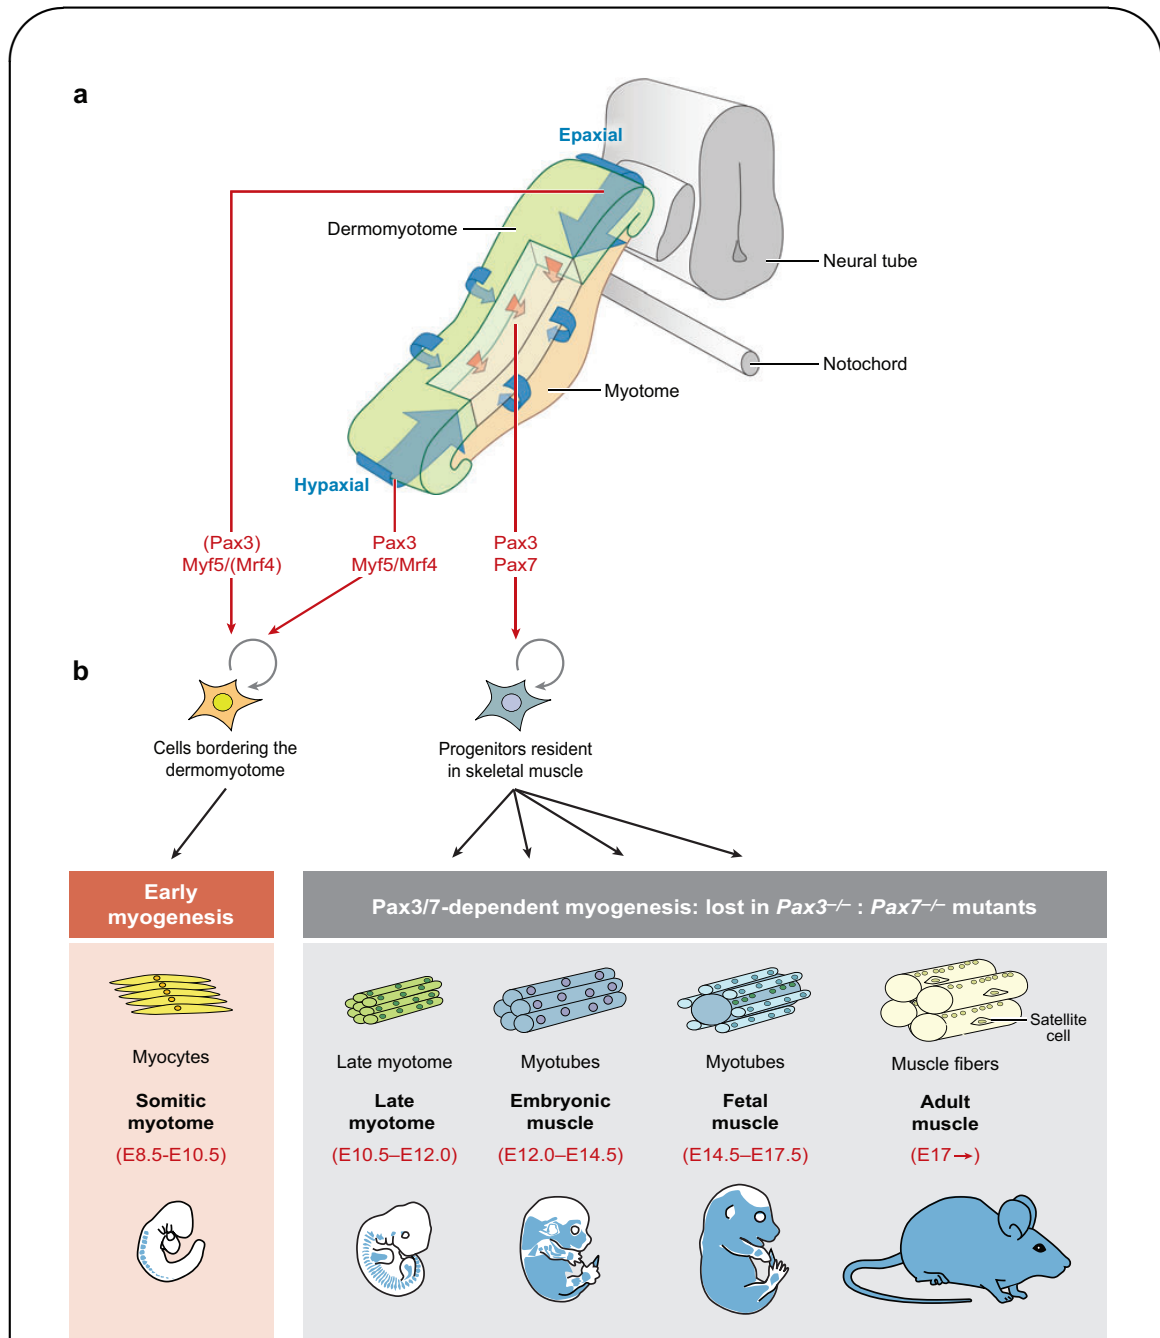 a
Epaxial
Dermomyotome
Neural tube
Notochord
Myotome
Hypaxial
(Pax3)
Myf5/(Mrf4)
Pax3
Myf5/Mrf4
Pax3
Pax7
b
Cells bordering the
dermomyotome
Progenitors resident
in skeletal muscle
Early
myogenesis
Pax3/7-dependent myogenesis: lost in Pax3–/– : Pax7–/– mutants
Satellite
cell
Myocytes
Late myotome
Myotubes
Myotubes
Muscle fibers
Somitic
myotome
Late
myotome
Embryonic
muscle
Fetal
muscle
Adult
muscle
(E8.5-E10.5)
(E10.5–E12.0)
(E12.0–E14.5)
(E14.5–E17.5)
(E17→)